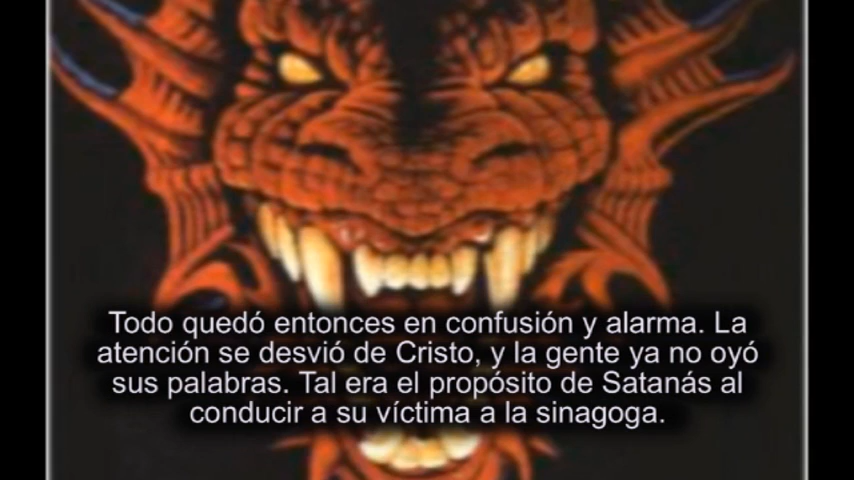 Todo quedó entonces en confusión y alarma. La
atención se desvió de Cristo, y la gente ya no oyó
sus palabras. Tal era el propósito de Satanás al
conducir a su víctima a la sinagoga.